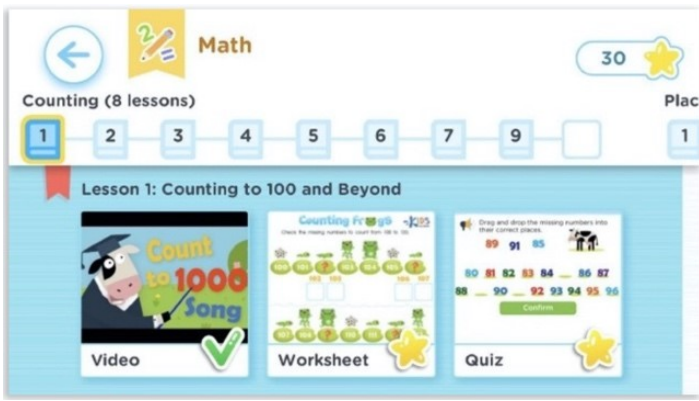 Math
30
Counting (8 lessons)
Plac
1 2 3 4 5 6 7 9
1
Lesson 1: Counting to 100 and Beyond
Count
to 1000
Song
Video
Counting Frogs
KIDS
Worksheet
Drag and drop the missing numbers into
their correct places.
89 91 85
80 81 82 83 84 _ 86 87
88 _ 90 _ 92 93 94 95 96
Confirm
Quiz